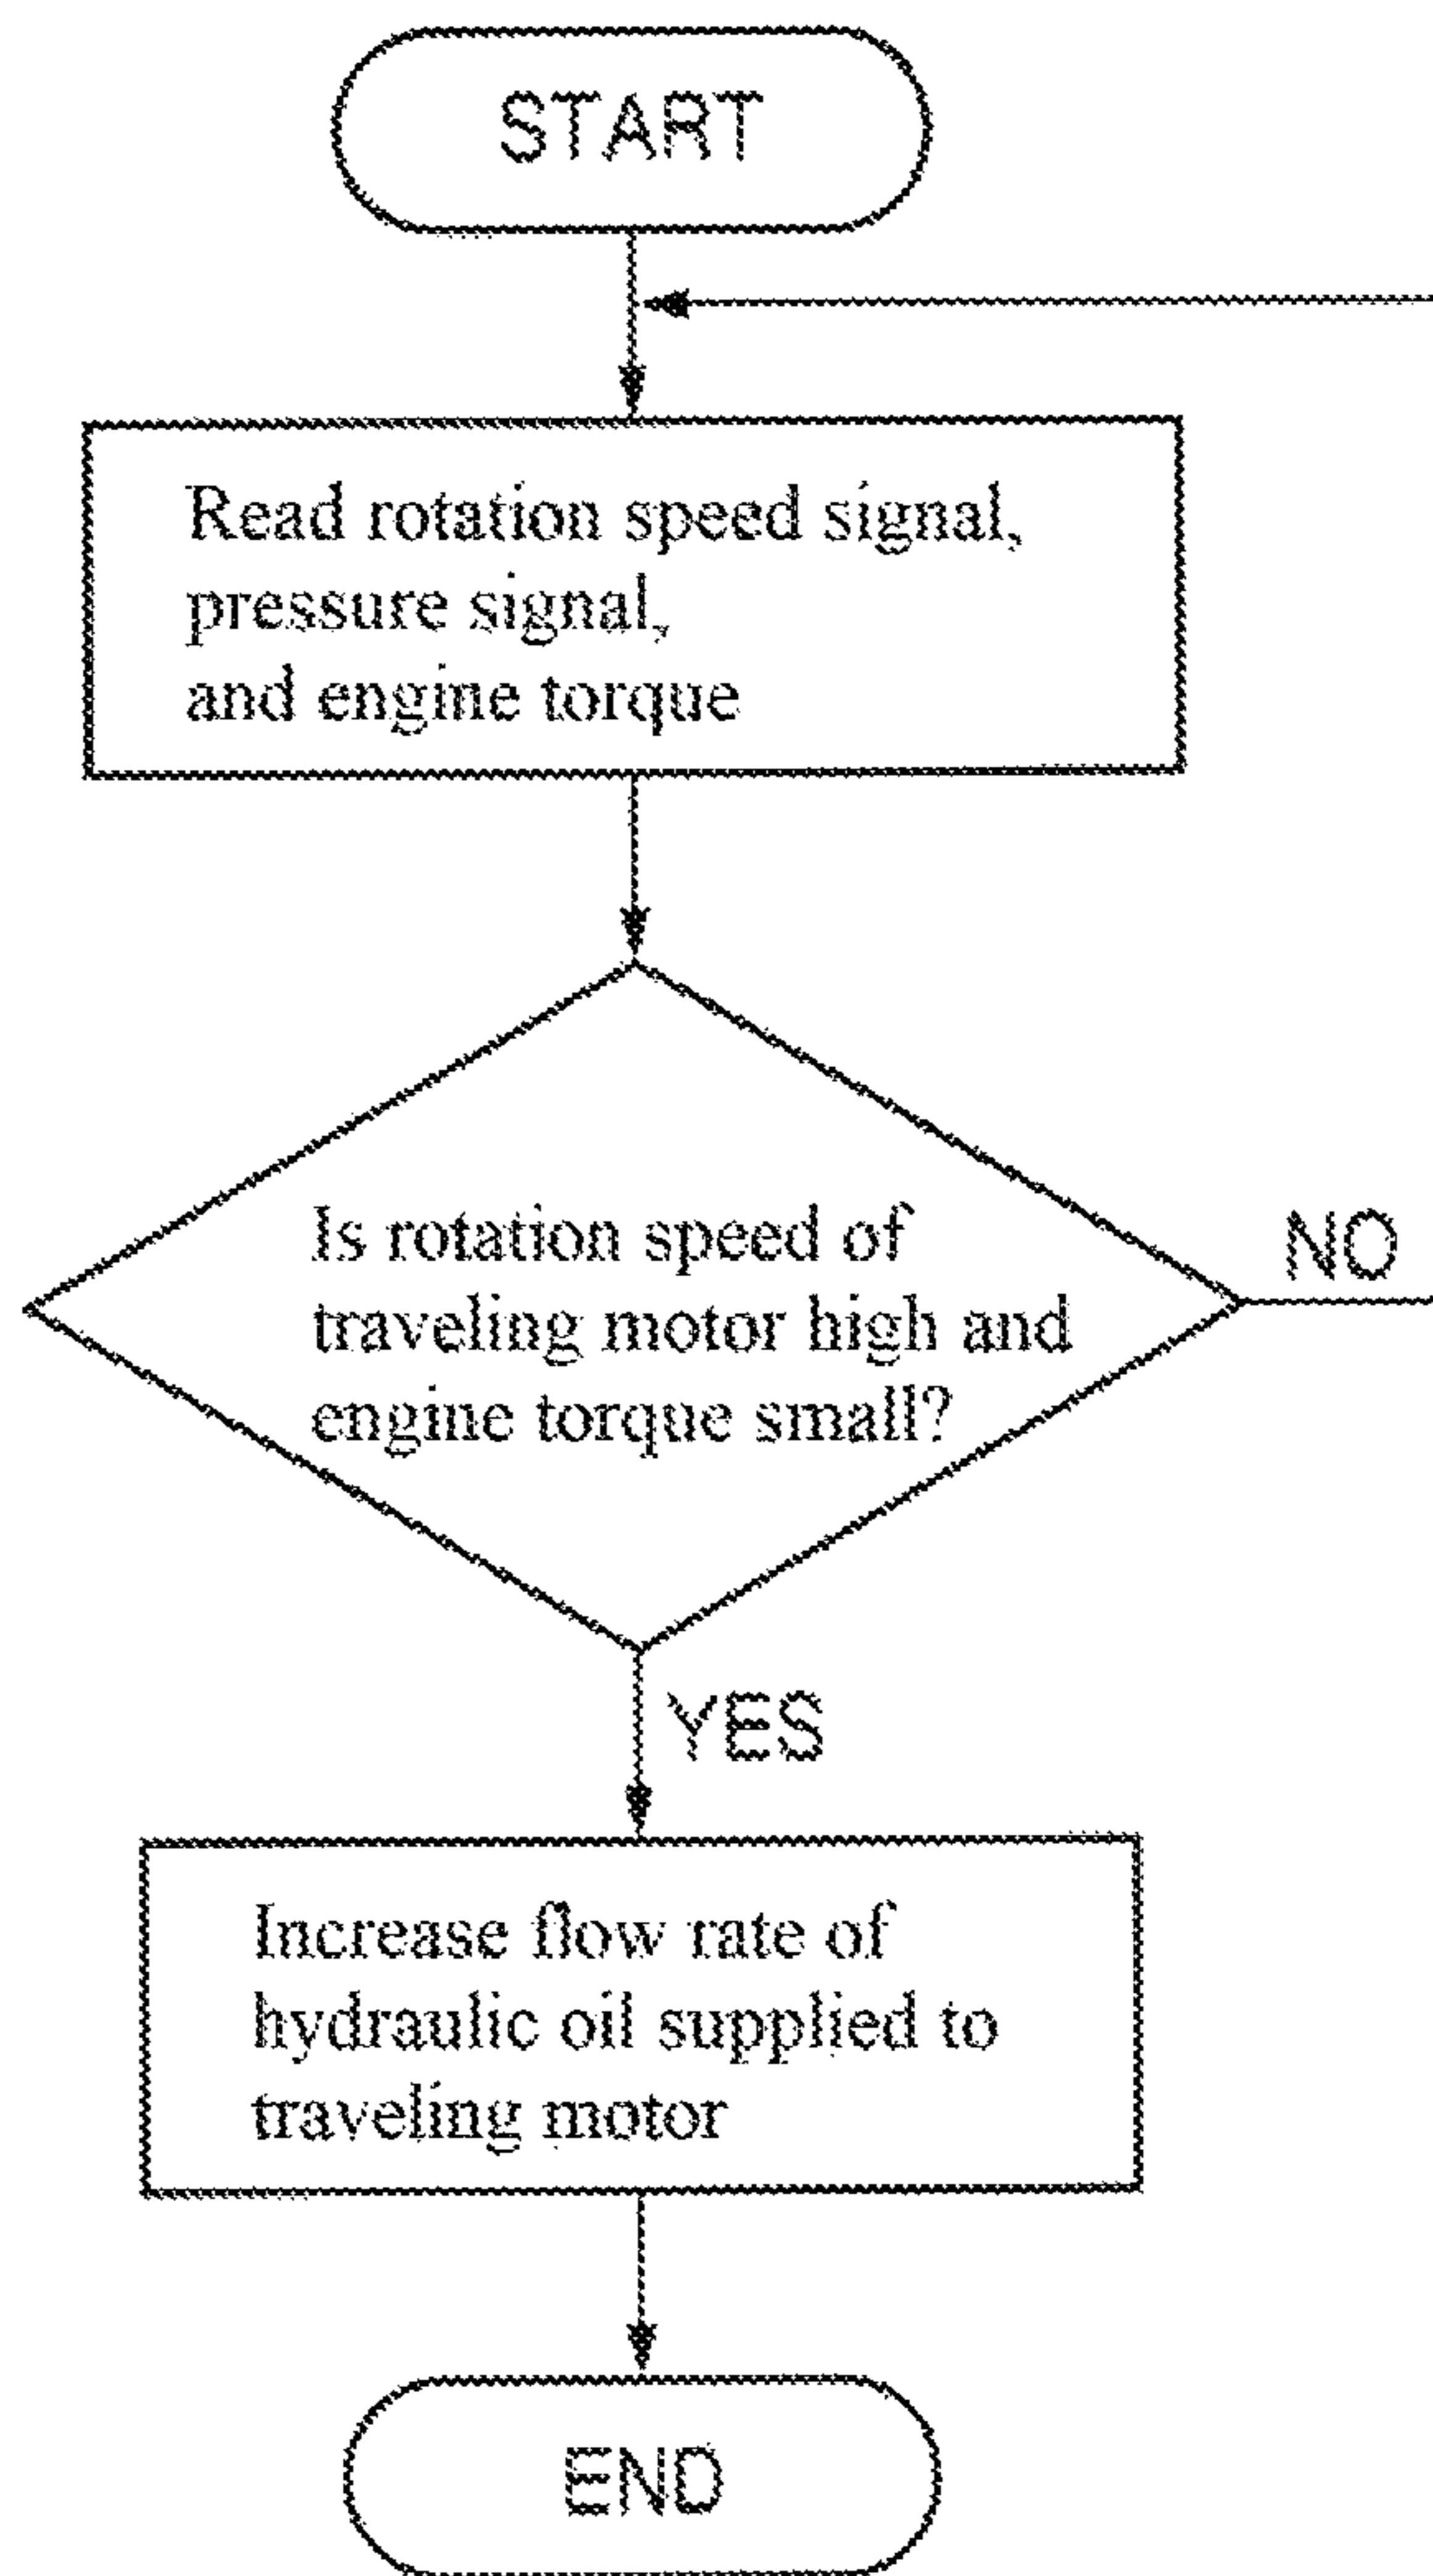 START
Read rotation speed signal,
pressure signal,
and engine torque
Is rotation speed of
traveling motor high and
engine torque small?
NO
YES
Increase flow rate of
hydraulic oil supplied to
traveling motor
END